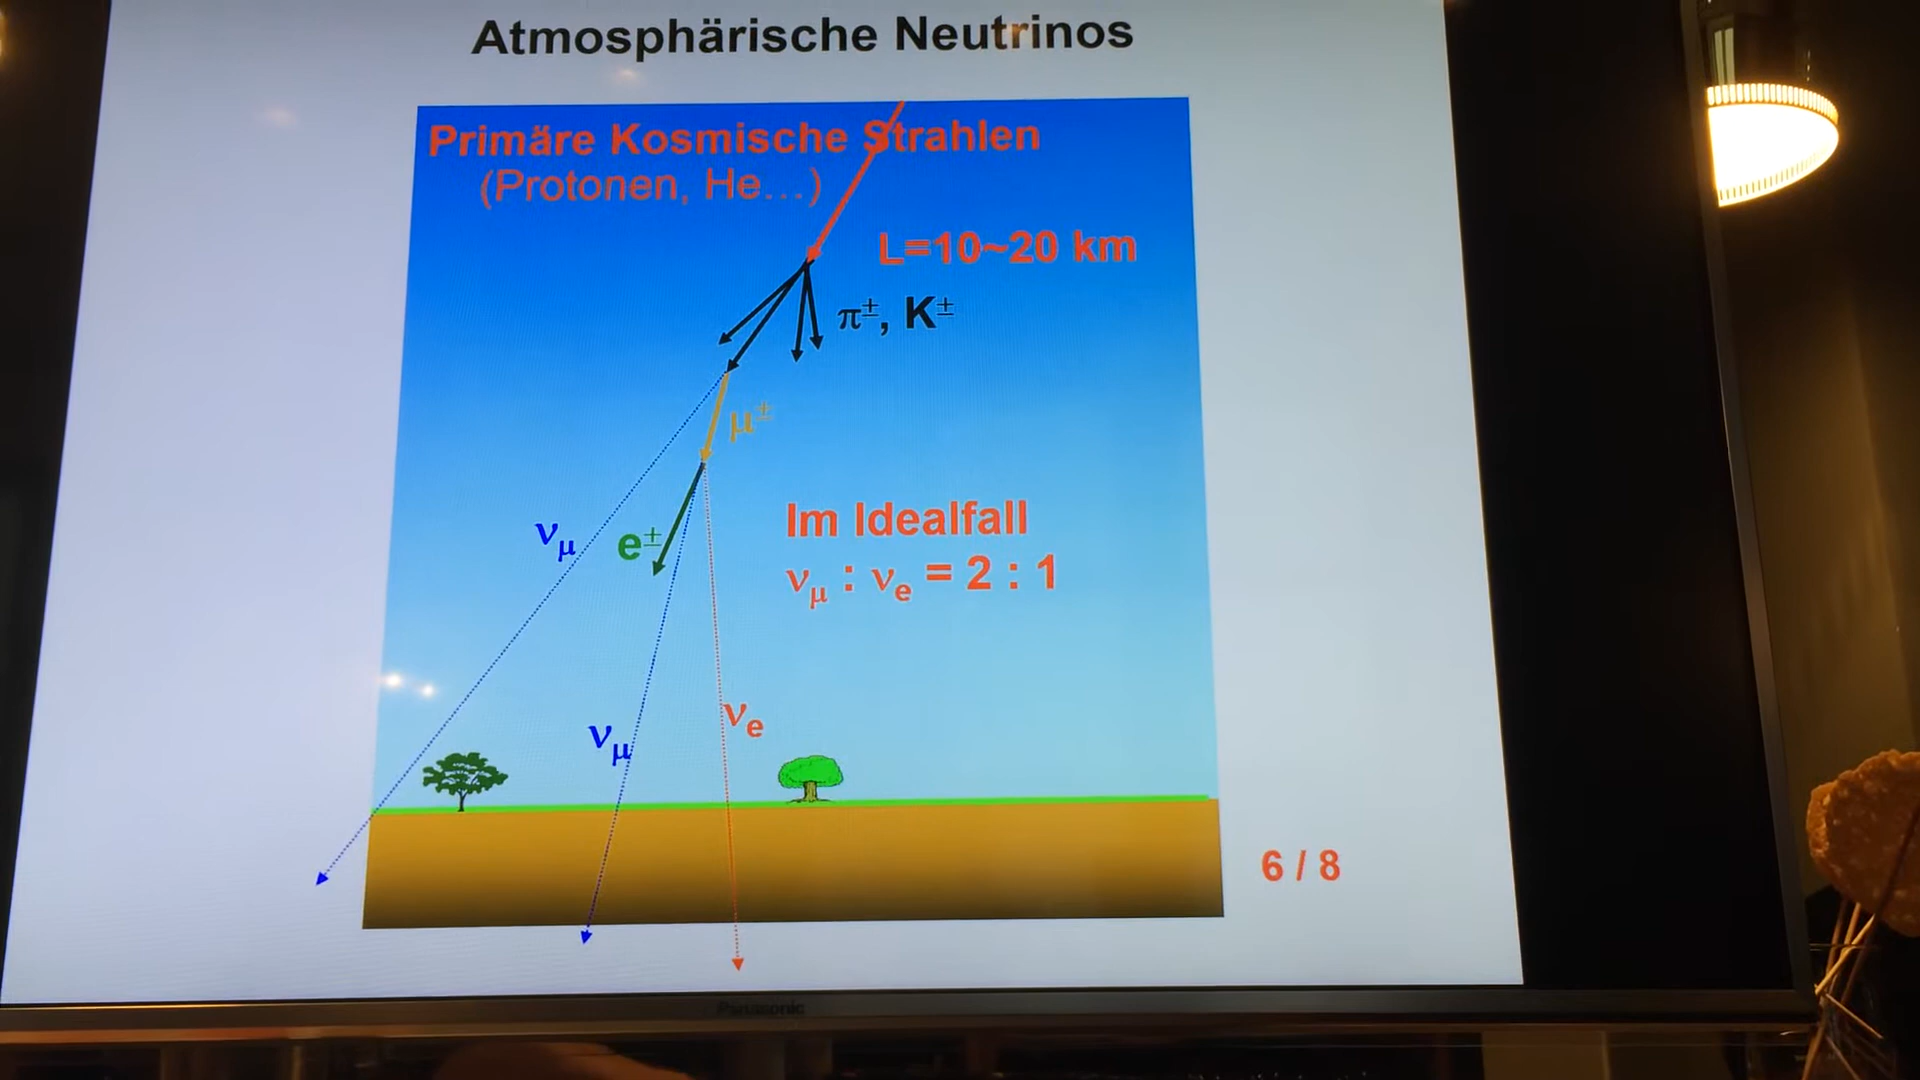 Atmosphärische Neutrinos
Primäre Kosmische Strahlen
(Protonen, He...)
L=10~20 km
π±, K±
μ±
νμ
e±
Im Idealfall
νμ : νe = 2 : 1
νμ
νe
6 / 8
Panasonic